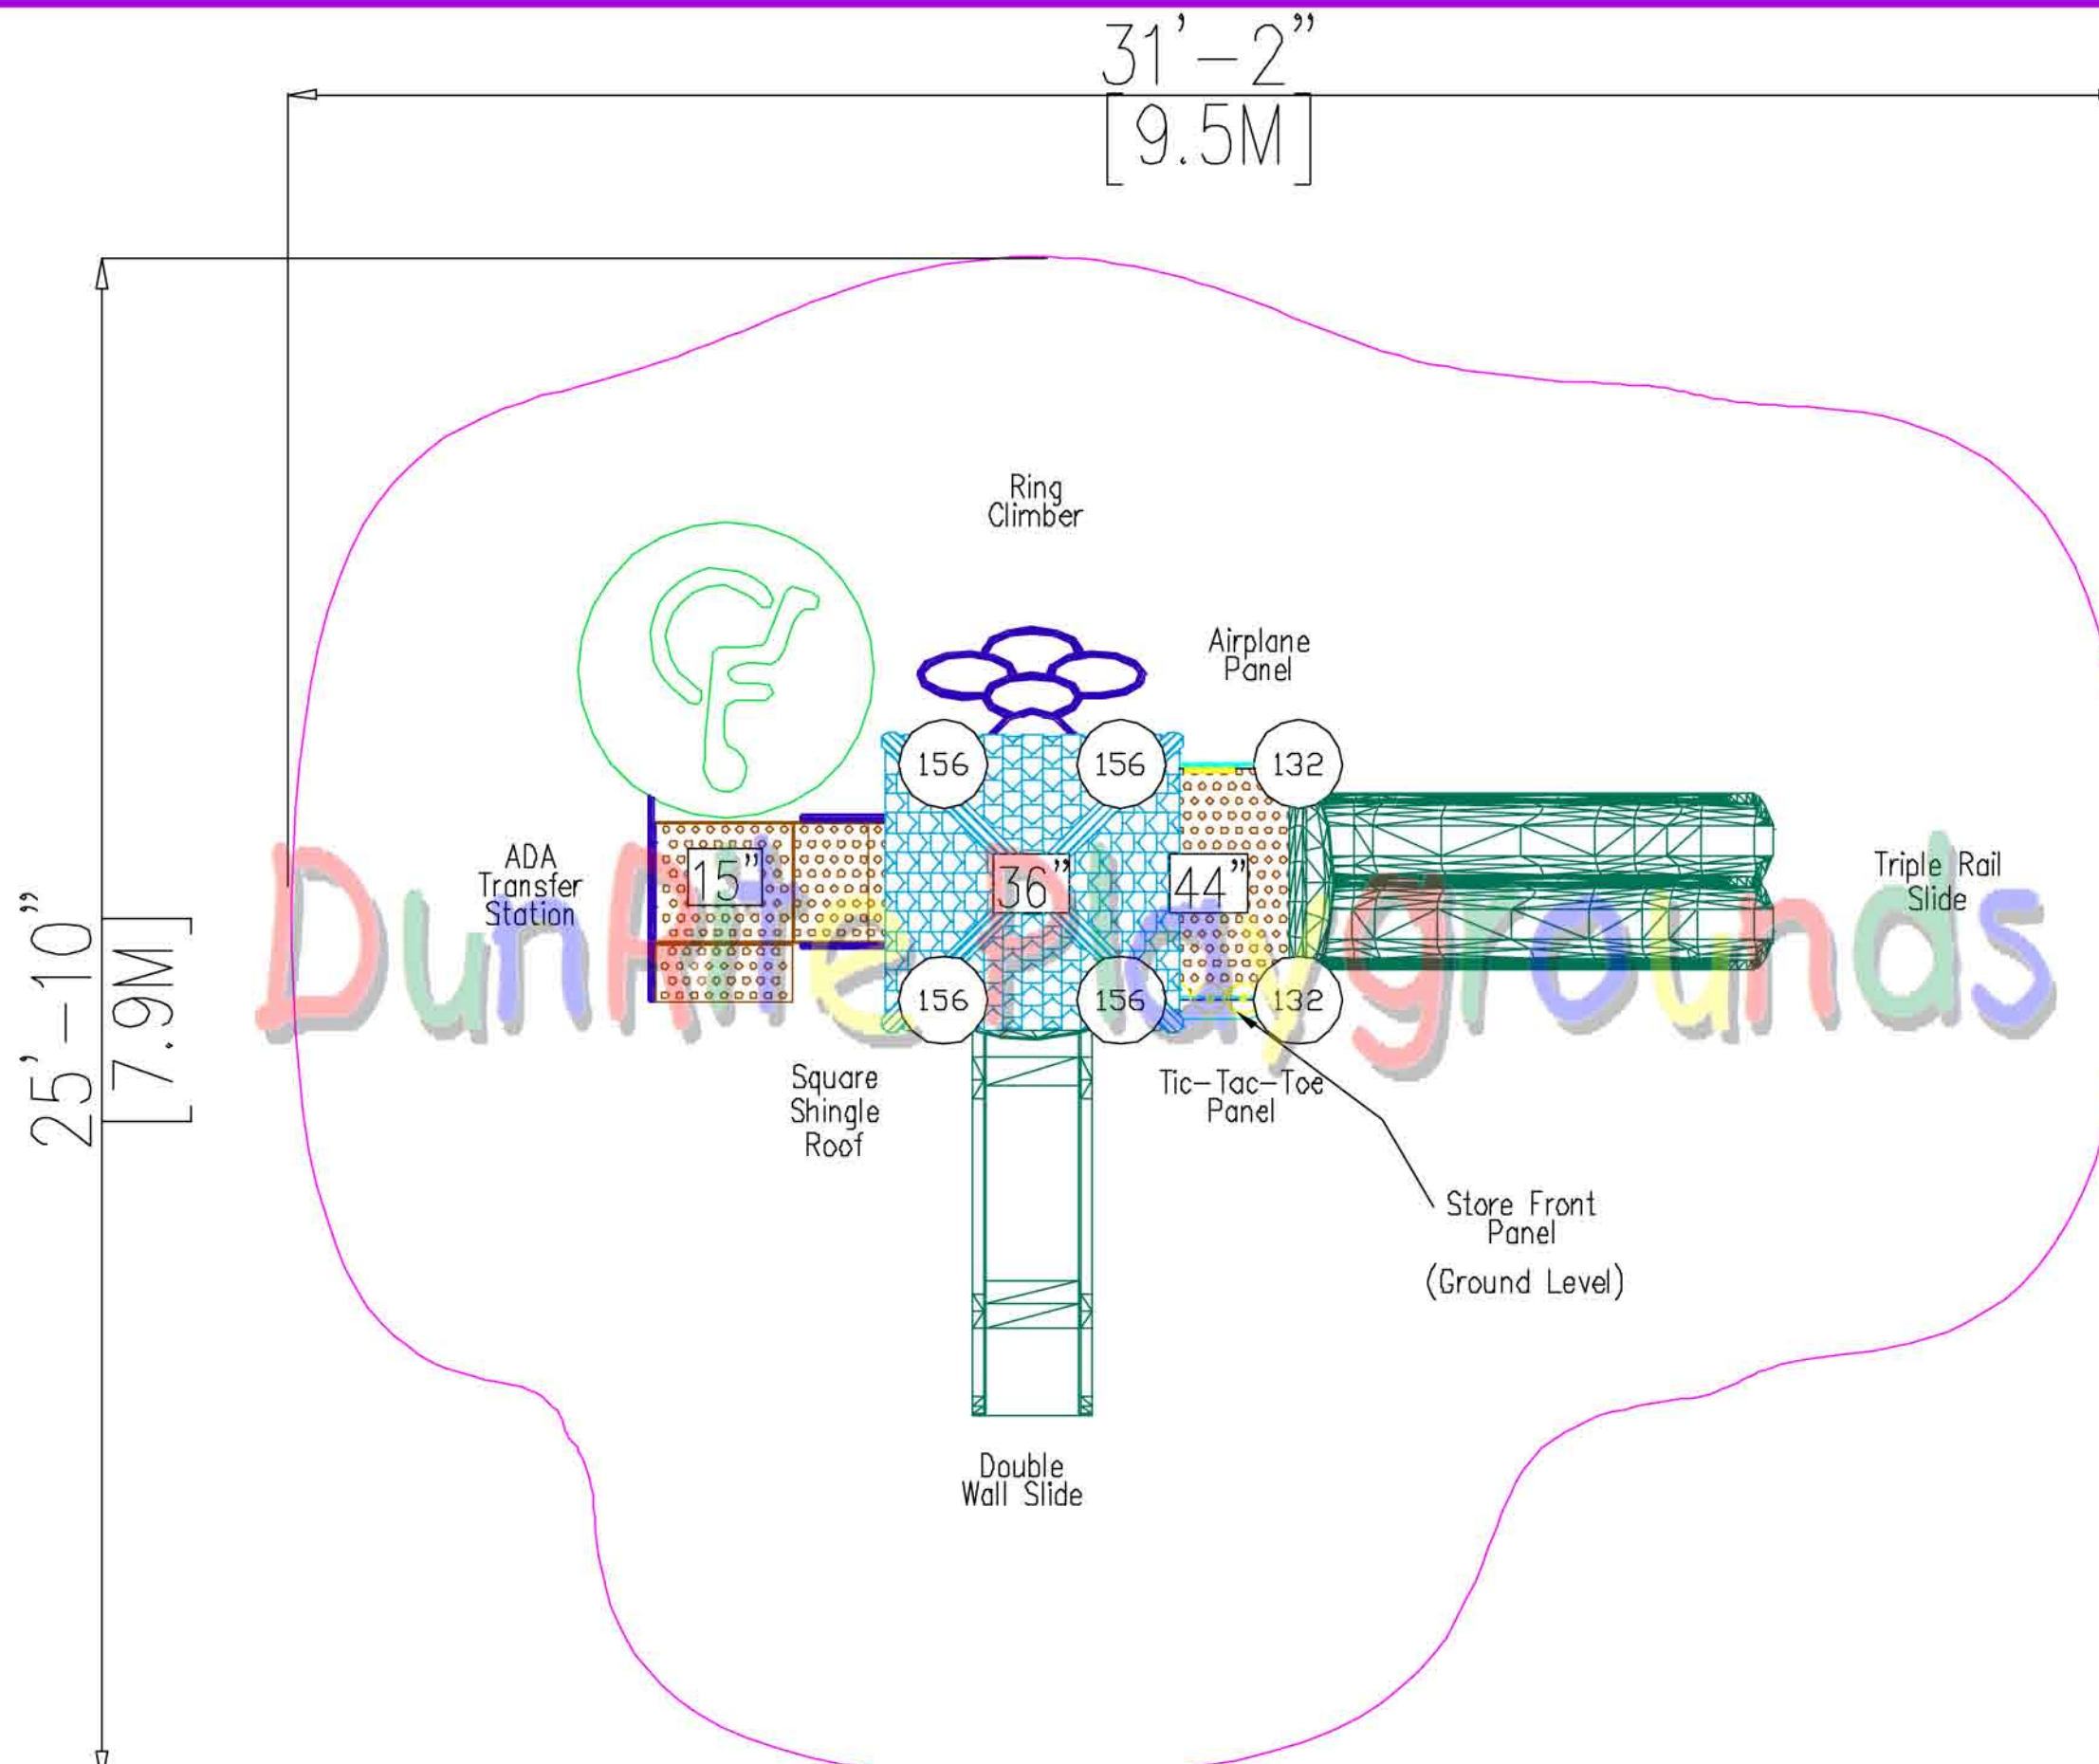 31'-2"
[9.5M]
25'-10"
[7.9M]
Ring
Climber
Airplane
Panel
156
156
132
ADA
Transfer
Station
15"
36"
44"
Triple Rail
Slide
DunRite Playgrounds
156
156
132
Square
Shingle
Roof
Tic-Tac-Toe
Panel
Store Front
Panel
(Ground Level)
Double
Wall Slide